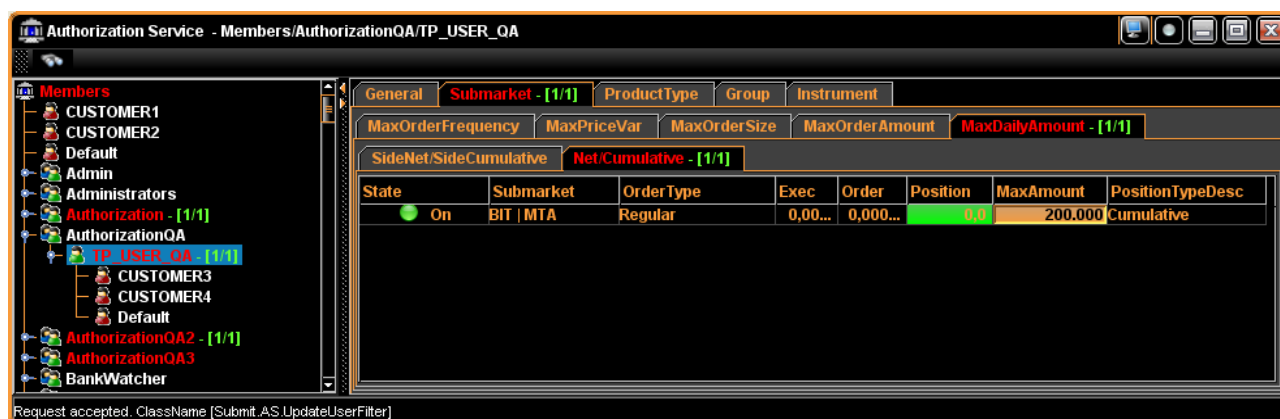 Authorization Service - Members/AuthorizationQA/TP_USER_QA
Members
CUSTOMER1
CUSTOMER2
Default
Admin
Administrators
Authorization - [1/1]
AuthorizationQA
TP_USER_QA - [1/1]
CUSTOMER3
CUSTOMER4
Default
AuthorizationQA2 - [1/1]
AuthorizationQA3
BankWatcher
General Submarket - [1/1] ProductType Group Instrument
MaxOrderFrequency MaxPriceVar MaxOrderSize MaxOrderAmount MaxDailyAmount - [1/1]
SideNet/SideCumulative Net/Cumulative - [1/1]
State Submarket OrderType Exec Order Position MaxAmount PositionTypeDesc
On BIT | MTA Regular 0,00... 0,000... 0,0 200.000 Cumulative
Request accepted. ClassName [Submit.AS.UpdateUserFilter]